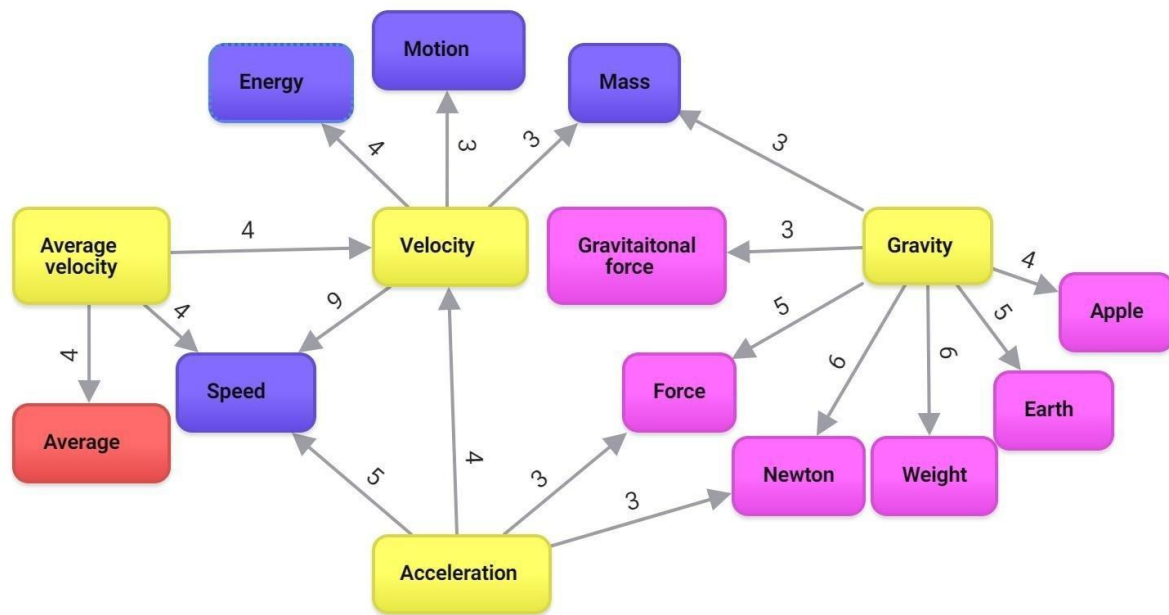 Motion
Energy
Mass
4
3
3
3
Average
velocity
4
Velocity
Gravitaitonal
force
3
Gravity
4
Apple
4
9
5
5
4
6
6
Speed
Force
Earth
Average
Newton
Weight
5
4
3
3
Acceleration